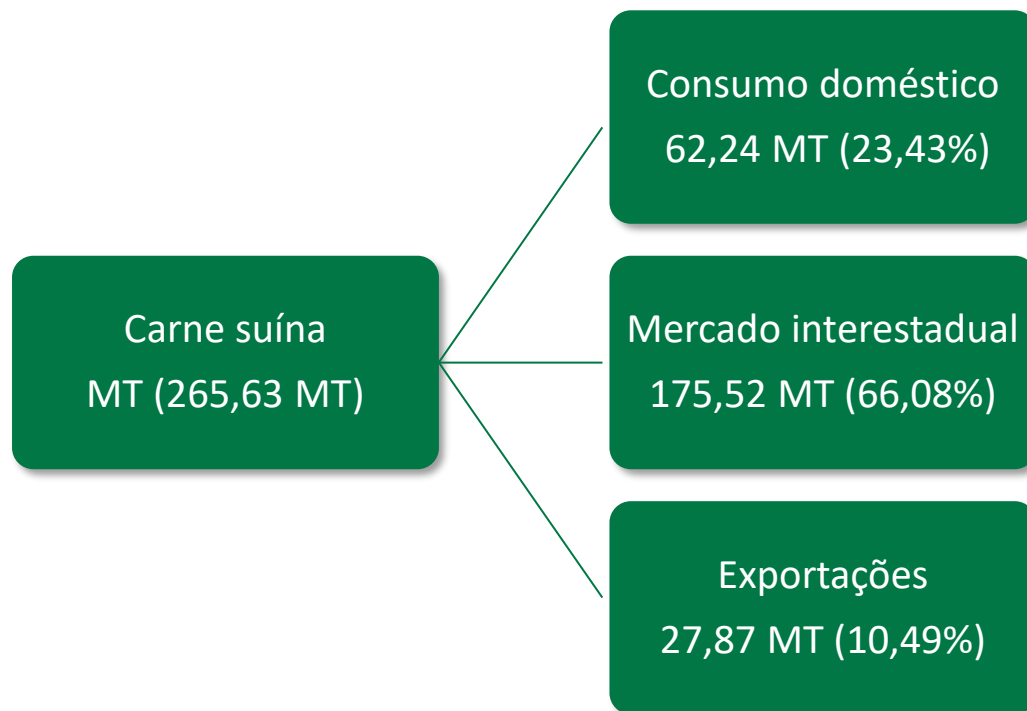 Carne suína
MT (265,63 MT)
Consumo doméstico
62,24 MT (23,43%)
Mercado interestadual
175,52 MT (66,08%)
Exportações
27,87 MT (10,49%)